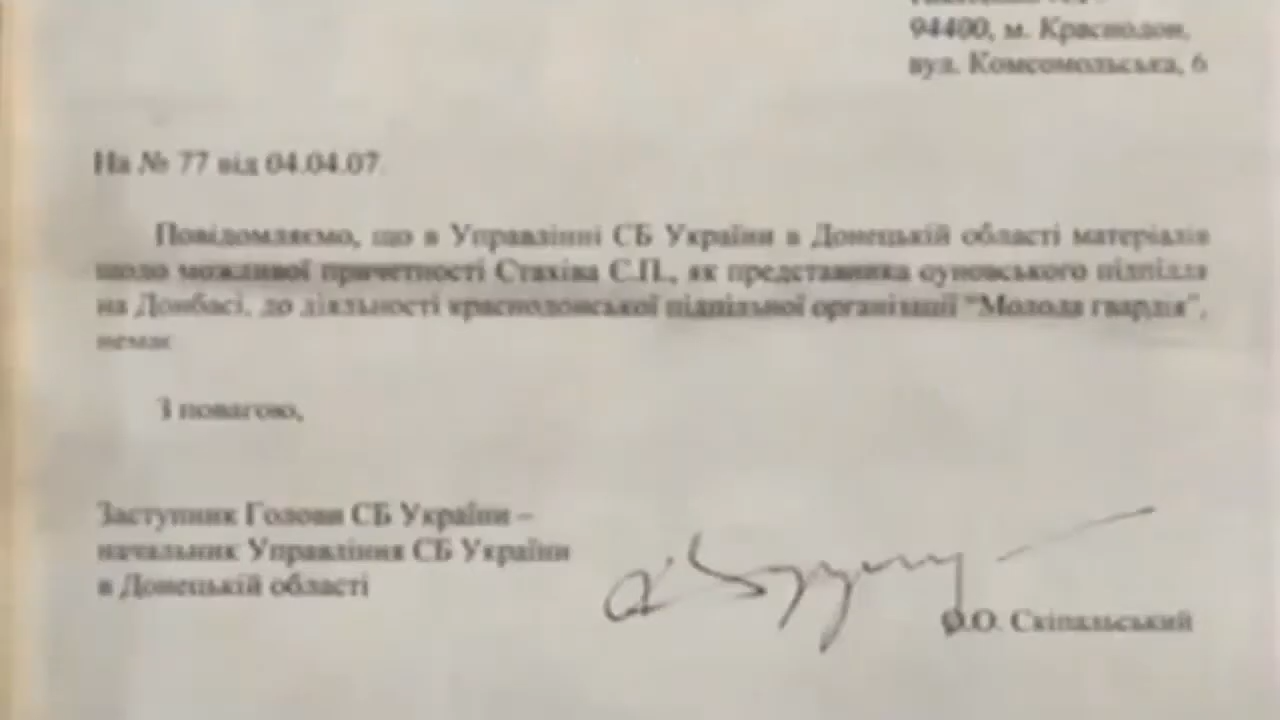 94400, м. Краснодон,
вул. Комсомольська, 6
На № 77 від 04.04.07.
Повідомляємо, що в Управлінні СБ України в Донецькій області матеріалів
щодо можливої причетності Стахіва Є.П., як представника оунівського підпілля
на Донбасі, до діяльності краснодонської підпільної організації “Молода гвардія”,
немає
З повагою,
Заступник Голови СБ України –
начальник Управління СБ України
в Донецькій області
О.О. Скіпальський